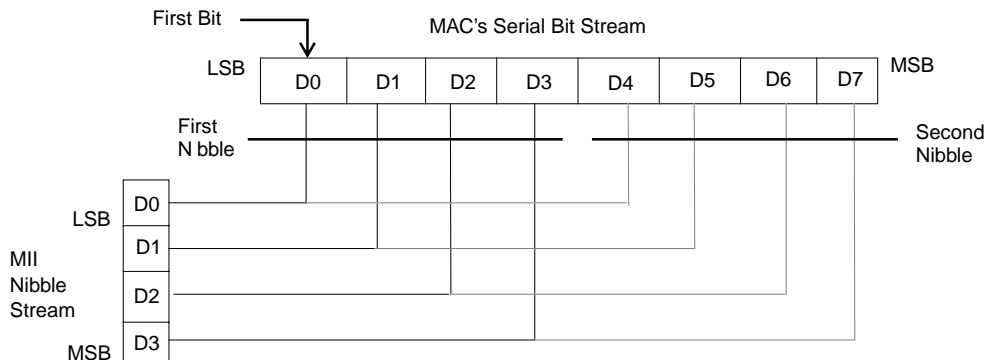 First Bit
MAC's Serial Bit Stream
LSB
D0 D1 D2 D3 D4 D5 D6 D7
MSB
First
N bble
Second
Nibble
D0
LSB
D1
MII
Nibble
Stream
D2
D3
MSB